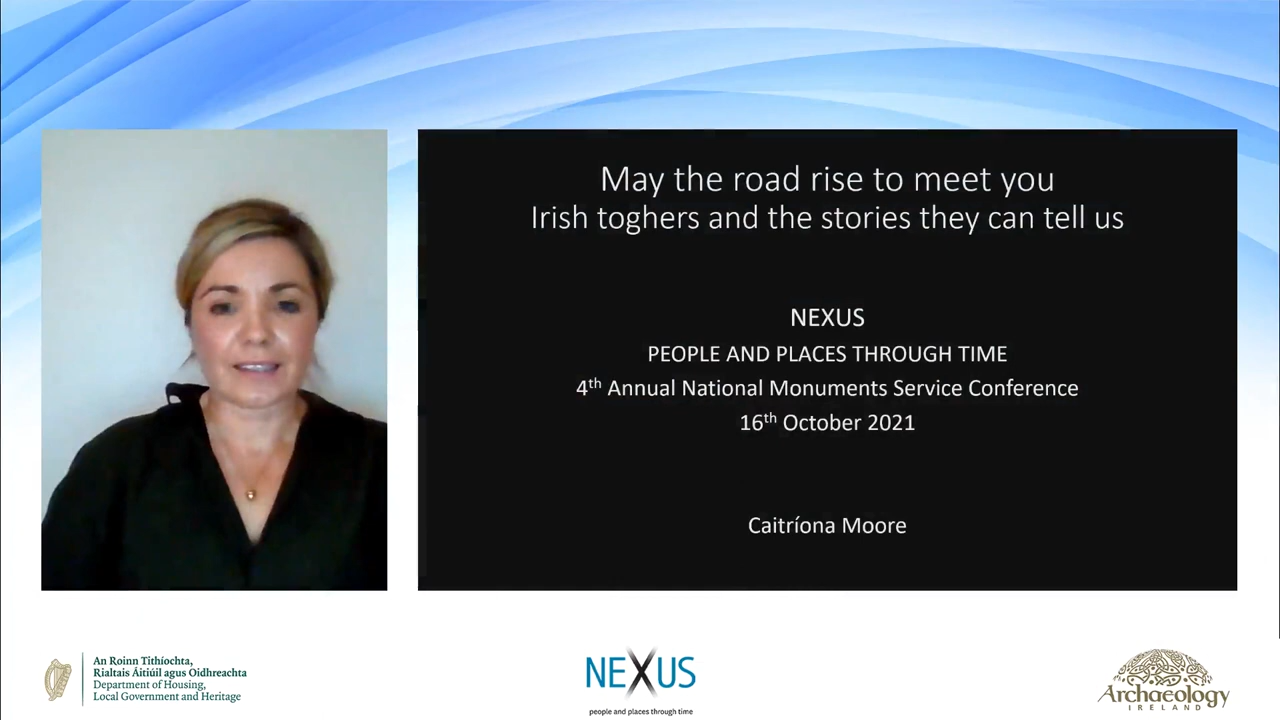 May the road rise to meet you
Irish toghers and the stories they can tell us
NEXUS
PEOPLE AND PLACES THROUGH TIME
4th Annual National Monuments Service Conference
16th October 2021
Caitríona Moore
An Roinn Tithíochta,
Rialtais Áitiúil agus Oidhreachta
Department of Housing,
Local Government and Heritage
NEXUS
people and places through time
Archaeology
IRELAND